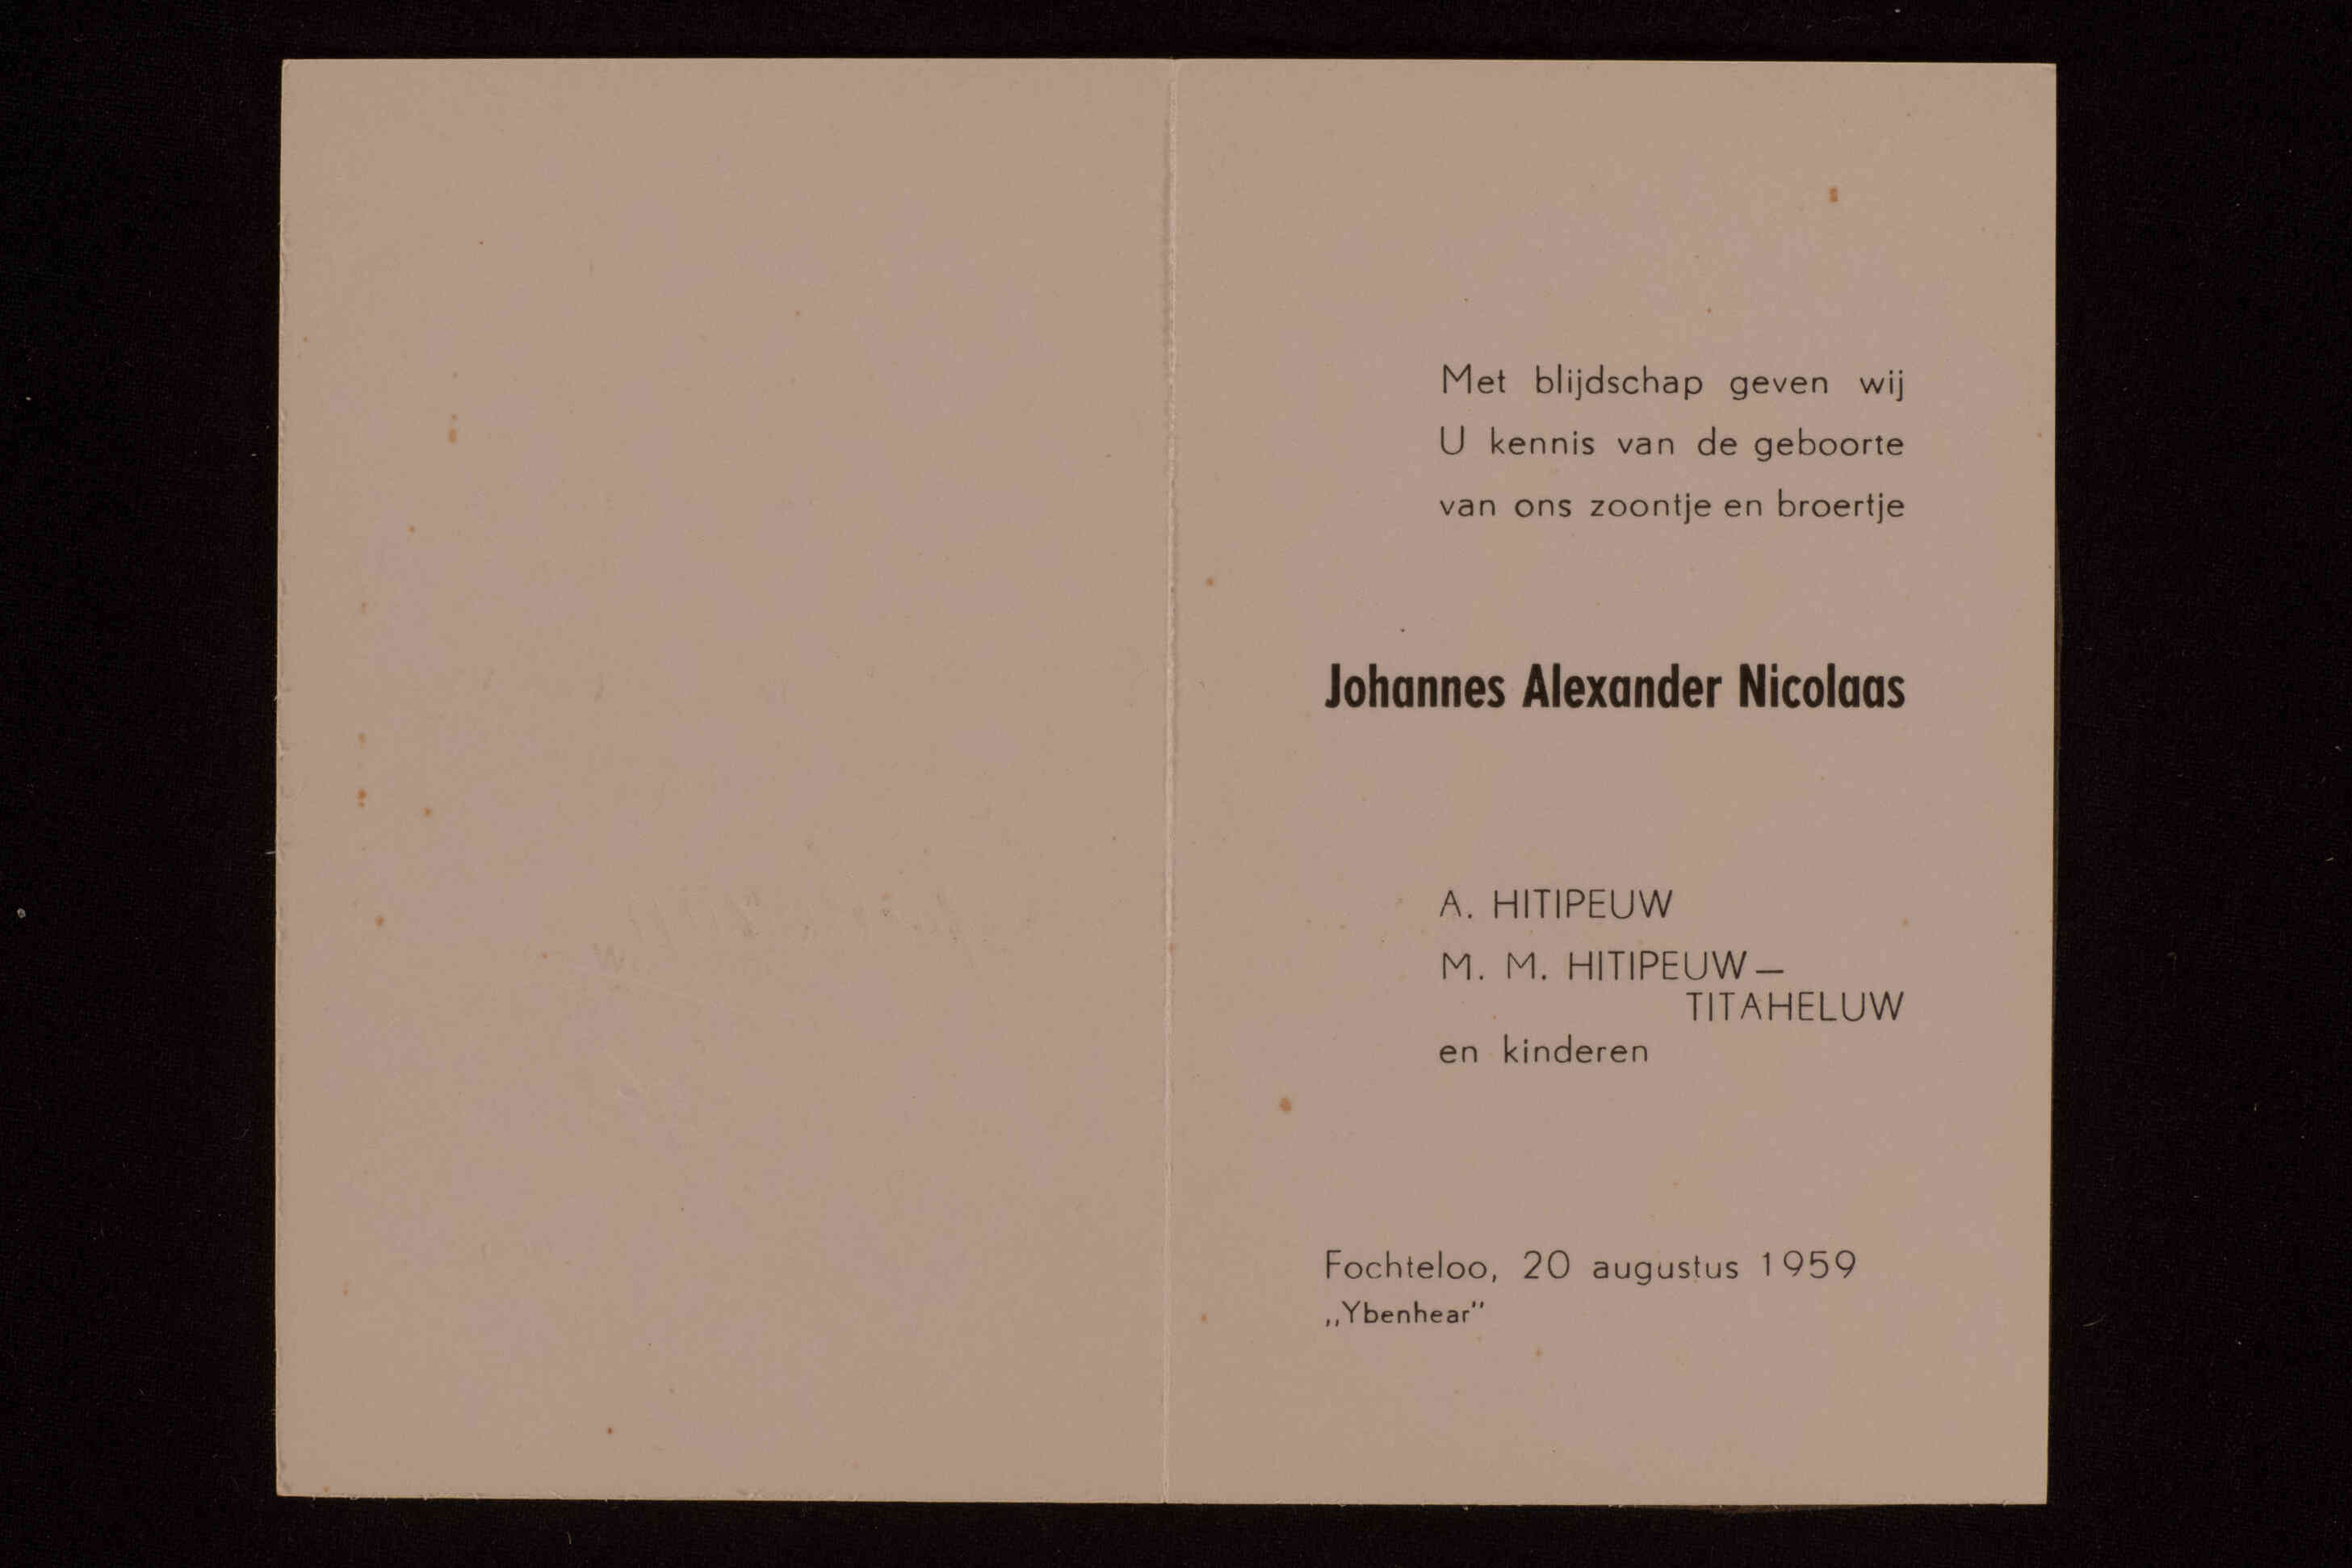 Met blijdschap geven wij
U kennis van de geboorte
van ons zoontje en broertje
Johannes Alexander Nicolaas
A. HITIPEUW
M. M. HITIPEUW—
TITAHELUW
en kinderen
Fochteloo, 20 augustus 1959
„Ybenhear"